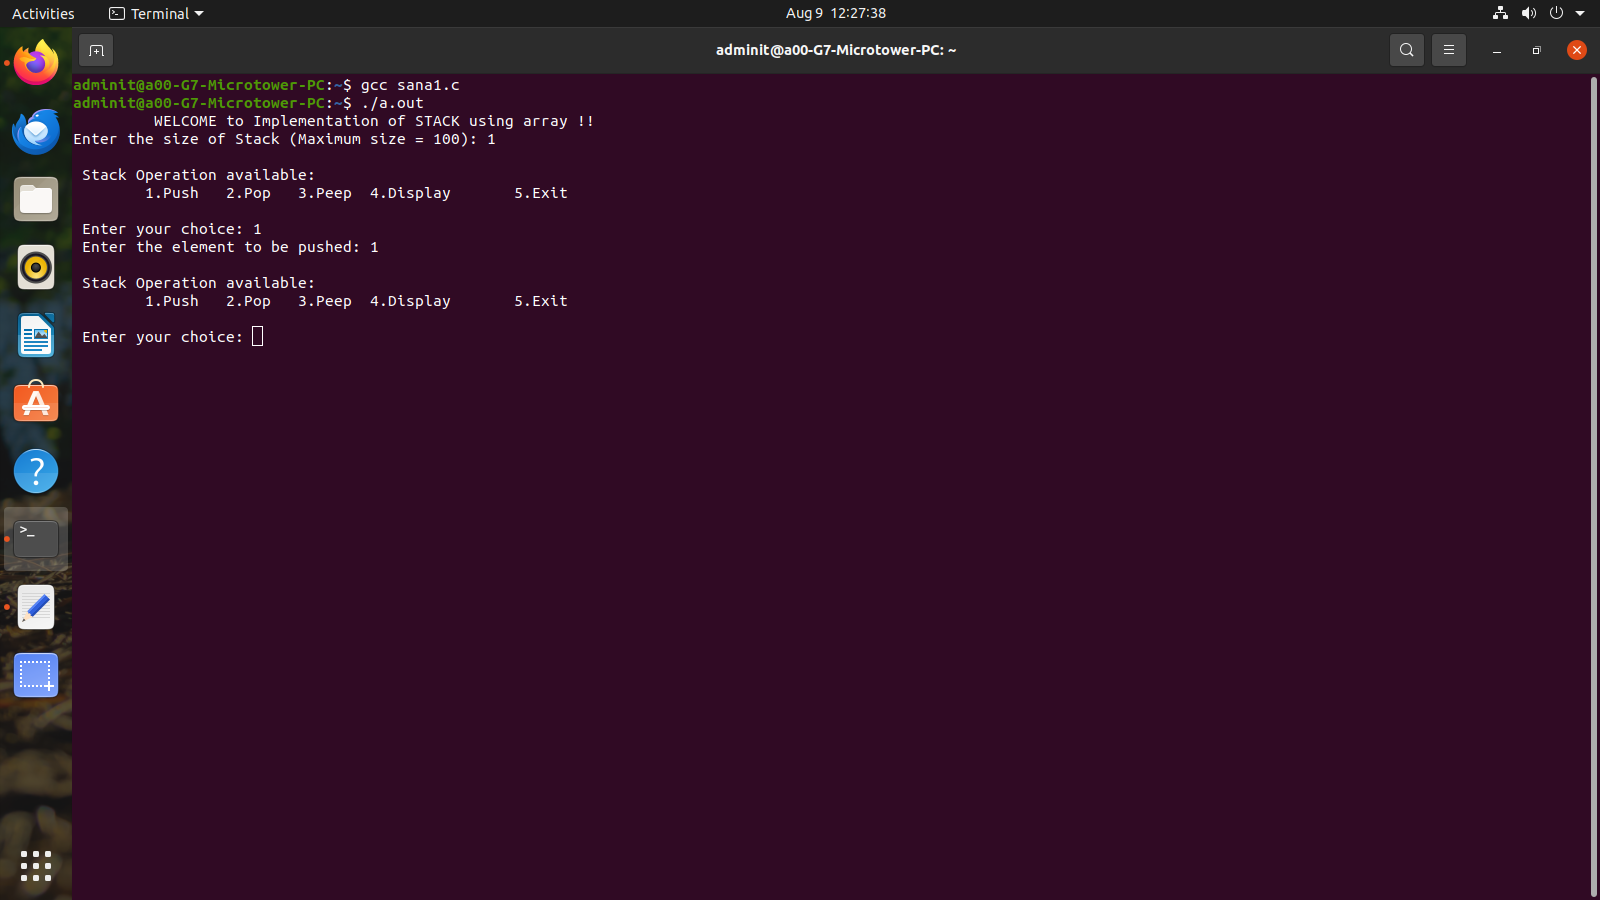 Activities Terminal Aug 9 12:27:38
adminit@a00-G7-Microtower-PC: ~
adminit@a00-G7-Microtower-PC:~$ gcc sana1.c
adminit@a00-G7-Microtower-PC:~$ ./a.out
WELCOME to Implementation of STACK using array !!
Enter the size of Stack (Maximum size = 100): 1
Stack Operation available:
1.Push 2.Pop 3.Peep 4.Display 5.Exit
Enter your choice: 1
Enter the element to be pushed: 1
Stack Operation available:
1.Push 2.Pop 3.Peep 4.Display 5.Exit
Enter your choice: